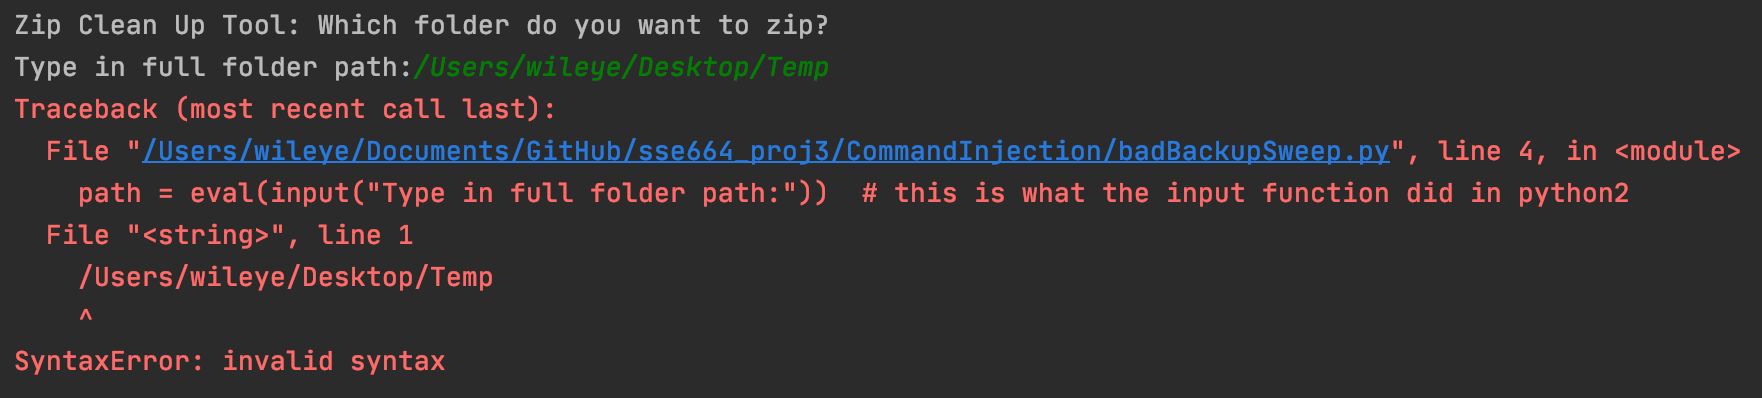 Zip Clean Up Tool: Which folder do you want to zip?
Type in full folder path:/Users/wileye/Desktop/Temp
Traceback (most recent call last):
  File "/Users/wileye/Documents/GitHub/sse664_proj3/CommandInjection/badBackupSweep.py", line 4, in <module>
    path = eval(input("Type in full folder path:"))  # this is what the input function did in python2
  File "<string>", line 1
    /Users/wileye/Desktop/Temp
    ^
SyntaxError: invalid syntax